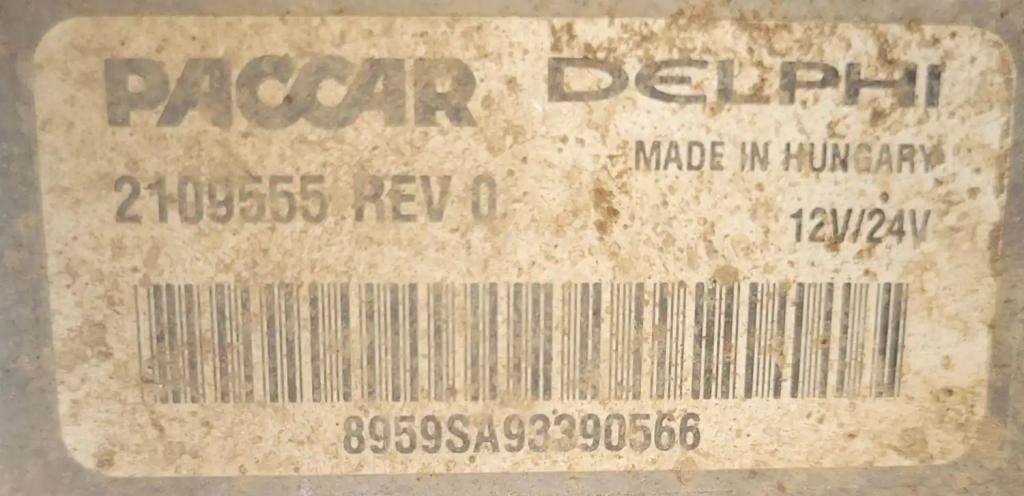 PACCAR DELPHI
MADE IN HUNGARY
2109555 REV 0
12V/24V
8959SA93390566